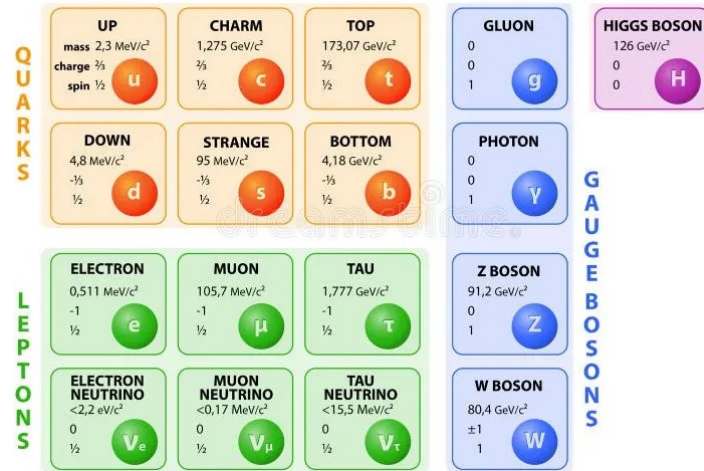 QUARKS
UP
mass 2,3 MeV/c²
charge ⅔
spin ½
u
CHARM
1,275 GeV/c²
⅔
½
c
TOP
173,07 GeV/c²
⅔
½
t
DOWN
4,8 MeV/c²
-⅓
½
d
STRANGE
95 MeV/c²
-⅓
½
s
BOTTOM
4,18 GeV/c²
-⅓
½
b
LEPTONS
ELECTRON
0,511 MeV/c²
-1
½
e
MUON
105,7 MeV/c²
-1
½
μ
TAU
1,777 GeV/c²
-1
½
τ
ELECTRON
NEUTRINO
<2,2 eV/c²
0
½
Ve
MUON
NEUTRINO
<0,17 MeV/c²
0
½
Vμ
TAU
NEUTRINO
<15,5 MeV/c²
0
½
Vτ
GAUGE BOSONS
GLUON
0
0
1
g
PHOTON
0
0
1
γ
Z BOSON
91,2 GeV/c²
0
1
Z
W BOSON
80,4 GeV/c²
±1
1
W
HIGGS BOSON
126 GeV/c²
0
0
H
dreamstime.